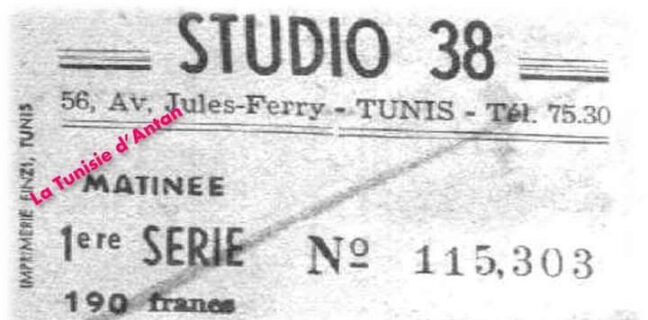 STUDIO 38
56, Av. Jules-Ferry - TUNIS - Tél. 75.30
MATINEE
1ere SERIE Nº 115,303
190 francs
IMPRIMERIE FINZI, TUNIS
La Tunisie d'Antan